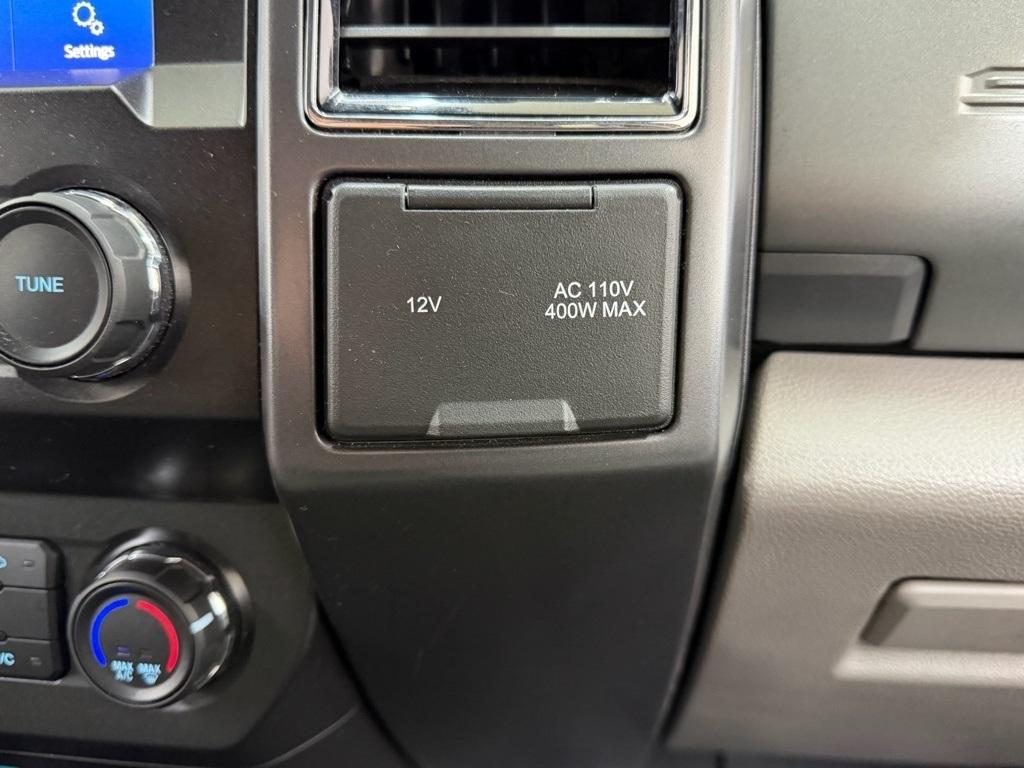 Settings
TUNE
12V
AC 110V
400W MAX
MAX
A/C
MAX
A/C